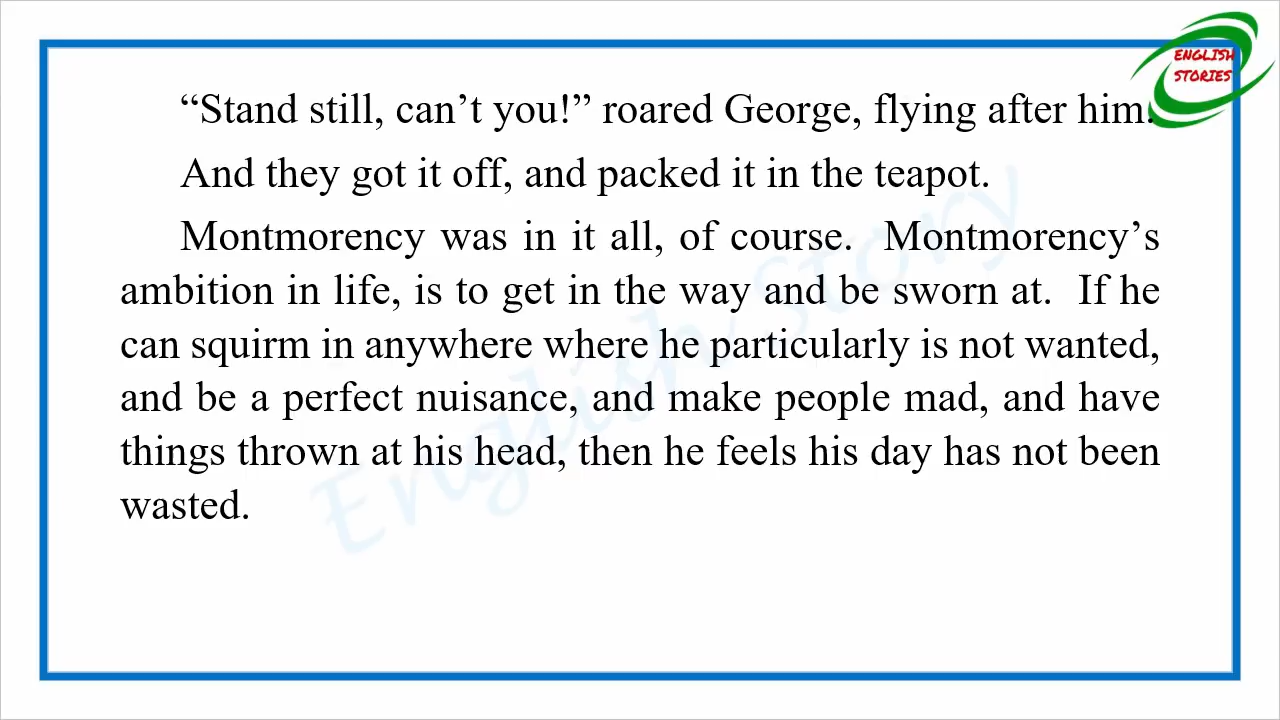 ENGLISH
STORIES
“Stand still, can’t you!” roared George, flying after him.
And they got it off, and packed it in the teapot.
Montmorency was in it all, of course.  Montmorency’s
ambition in life, is to get in the way and be sworn at.  If he
can squirm in anywhere where he particularly is not wanted,
and be a perfect nuisance, and make people mad, and have
things thrown at his head, then he feels his day has not been
wasted.
English Story